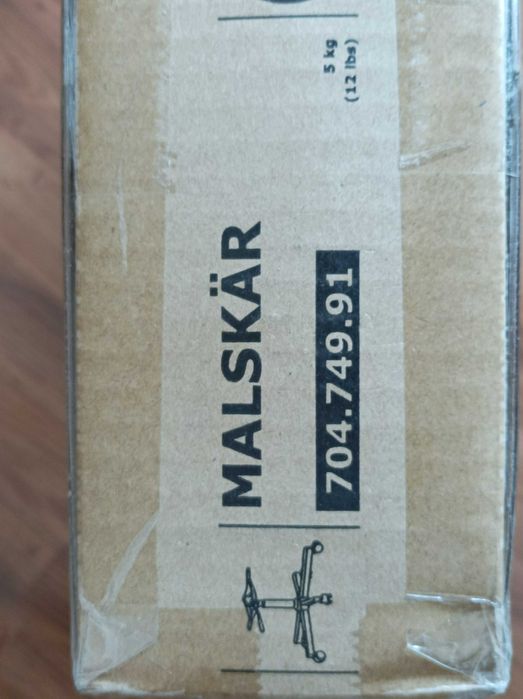 MALSKÄR
704.749.91
5 kg
(12 lbs)